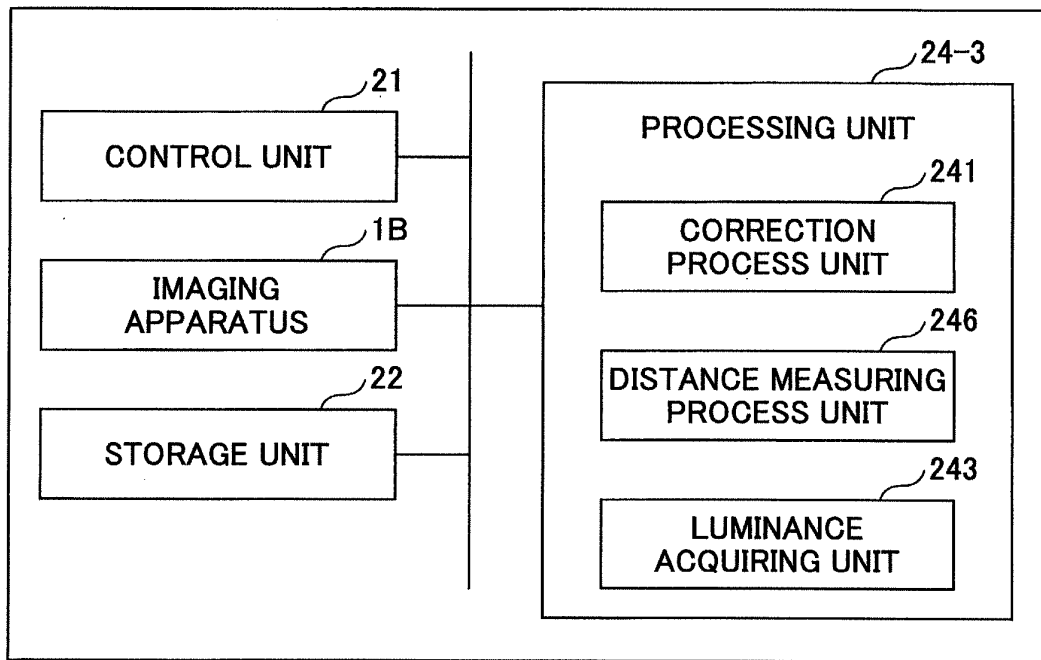 21
CONTROL UNIT
1B
IMAGING
APPARATUS
22
STORAGE UNIT
24-3
PROCESSING UNIT
241
CORRECTION
PROCESS UNIT
246
DISTANCE MEASURING
PROCESS UNIT
243
LUMINANCE
ACQUIRING UNIT